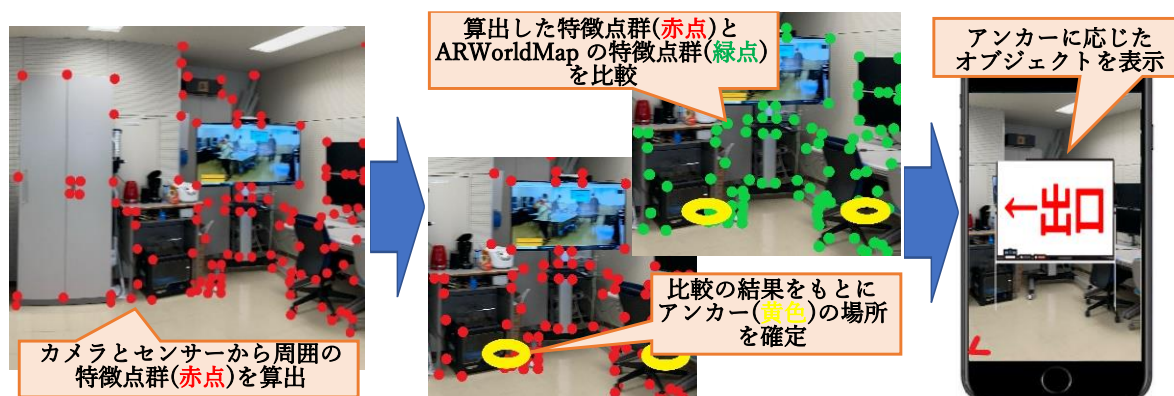 カメラとセンサーから周囲の
特徴点群(赤点)を算出
算出した特徴点群(赤点)と
ARWorldMap の特徴点群(緑点)
を比較
比較の結果をもとに
アンカー(黄色)の場所
を確定
アンカーに応じた
オブジェクトを表示
←出口